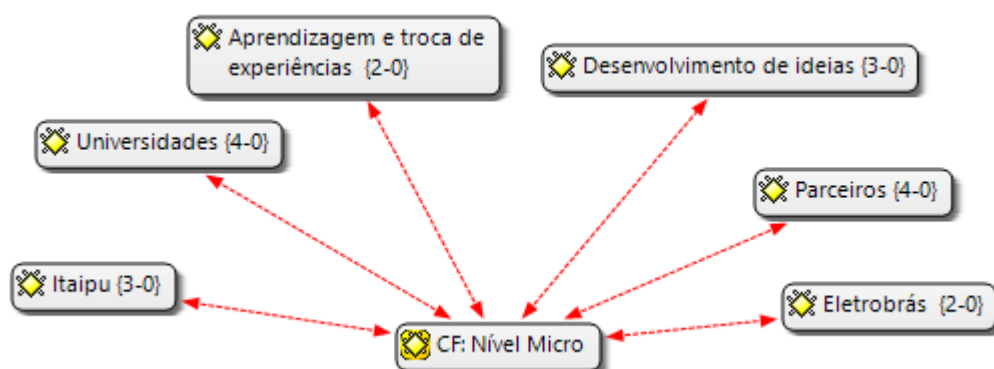 Aprendizagem e troca de
experiências {2-0}
Desenvolvimento de ideias {3-0}
Universidades {4-0}
Parceiros {4-0}
Itaipu {3-0}
Eletrobrás {2-0}
CF: Nível Micro